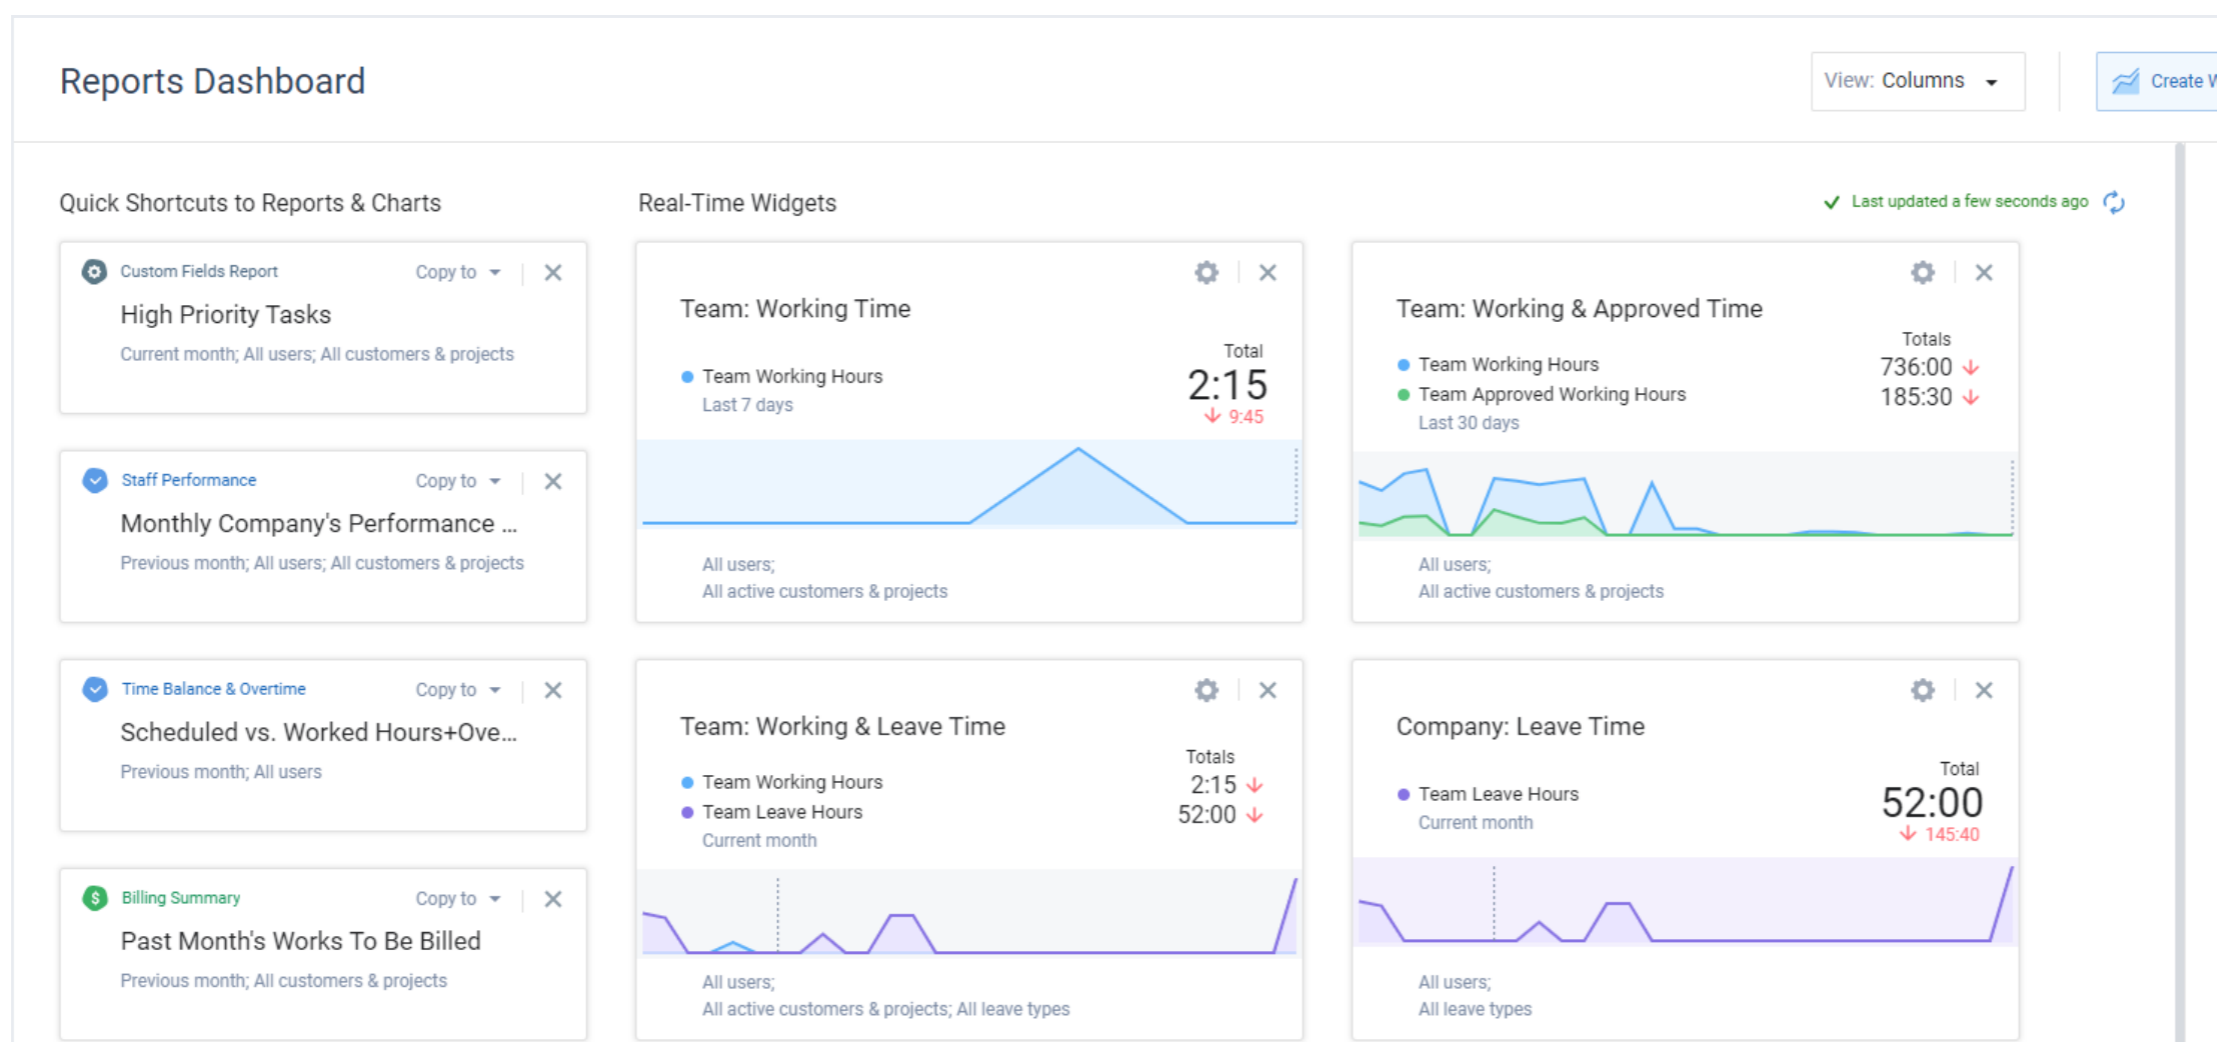 Reports Dashboard
View: Columns
Create
Quick Shortcuts to Reports & Charts
Real-Time Widgets
Last updated a few seconds ago
Custom Fields Report
Copy to
High Priority Tasks
Current month; All users; All customers & projects
Staff Performance
Copy to
Monthly Company's Performance ...
Previous month; All users; All customers & projects
Time Balance & Overtime
Copy to
Scheduled vs. Worked Hours+Ove...
Previous month; All users
Billing Summary
Copy to
Past Month's Works To Be Billed
Previous month; All customers & projects
Team: Working Time
Total
Team Working Hours
2:15
Last 7 days
9:45
All users;
All active customers & projects
Team: Working & Approved Time
Totals
Team Working Hours 736:00
Team Approved Working Hours 185:30
Last 30 days
All users;
All active customers & projects
Team: Working & Leave Time
Totals
Team Working Hours 2:15
Team Leave Hours 52:00
Current month
All users;
All active customers & projects; All leave types
Company: Leave Time
Total
Team Leave Hours
52:00
Current month
145:40
All users;
All leave types